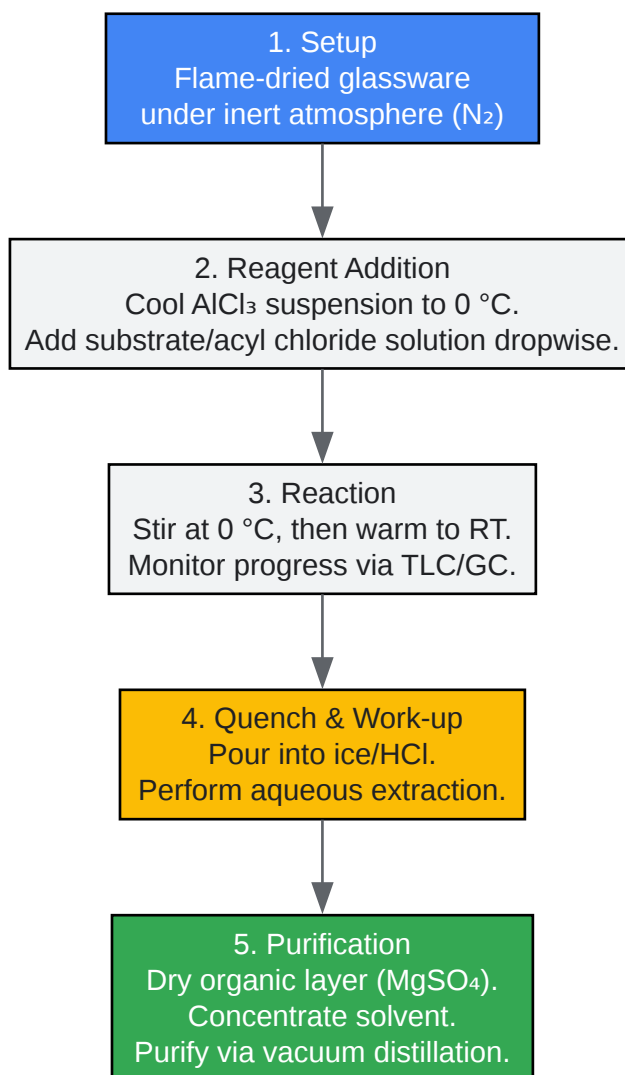 1. Setup
Flame-dried glassware
under inert atmosphere (N₂)
2. Reagent Addition
Cool AlCl₃ suspension to 0 °C.
Add substrate/acyl chloride solution dropwise.
3. Reaction
Stir at 0 °C, then warm to RT.
Monitor progress via TLC/GC.
4. Quench & Work-up
Pour into ice/HCl.
Perform aqueous extraction.
5. Purification
Dry organic layer (MgSO₄).
Concentrate solvent.
Purify via vacuum distillation.